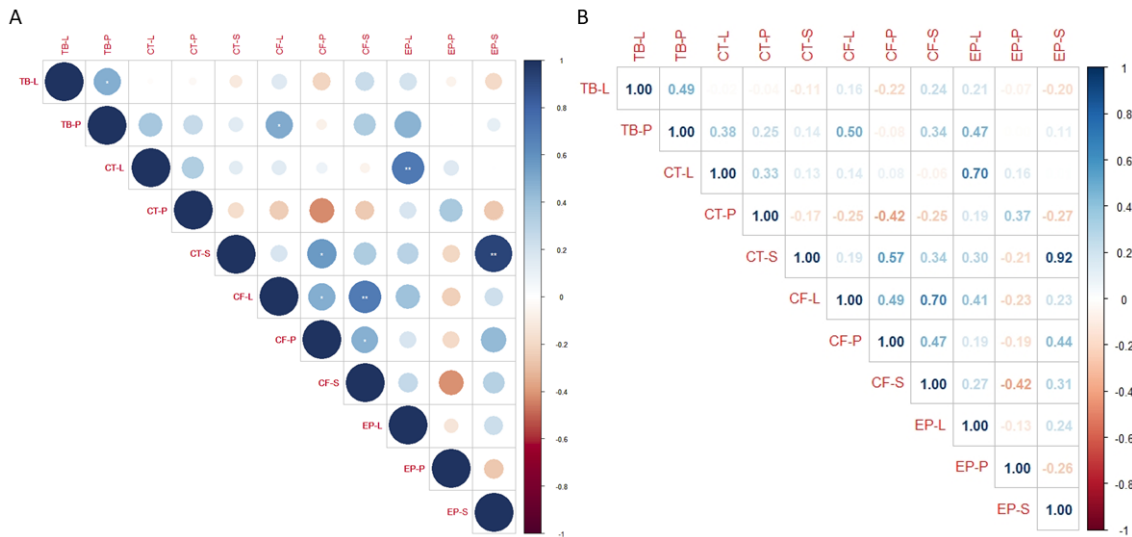 A
TB-L TB-P CT-L CT-P CT-S CF-L CF-P CF-S EP-L EP-P EP-S
TB-L *
TB-P *
CT-L **
CT-P
CT-S * **
CF-L * **
CF-P *
CF-S
EP-L
EP-P
EP-S
1
0.8
0.6
0.4
0.2
0
-0.2
-0.4
-0.6
-0.8
-1
B
TB-L TB-P CT-L CT-P CT-S CF-L CF-P CF-S EP-L EP-P EP-S
TB-L 1.00 0.49 -0.11 0.16 -0.22 0.24 0.21 -0.07 -0.20
TB-P 1.00 0.38 0.25 0.14 0.50 -0.08 0.34 0.47 0.11
CT-L 1.00 0.33 0.13 0.14 0.08 -0.06 0.70 0.16
CT-P 1.00 -0.17 -0.25 -0.42 -0.25 0.19 0.37 -0.27
CT-S 1.00 0.19 0.57 0.34 0.30 -0.21 0.92
CF-L 1.00 0.49 0.70 0.41 -0.23 0.23
CF-P 1.00 0.47 0.19 -0.19 0.44
CF-S 1.00 0.27 -0.42 0.31
EP-L 1.00 -0.13 0.24
EP-P 1.00 -0.26
EP-S 1.00
1
0.8
0.6
0.4
0.2
0
-0.2
-0.4
-0.6
-0.8
-1